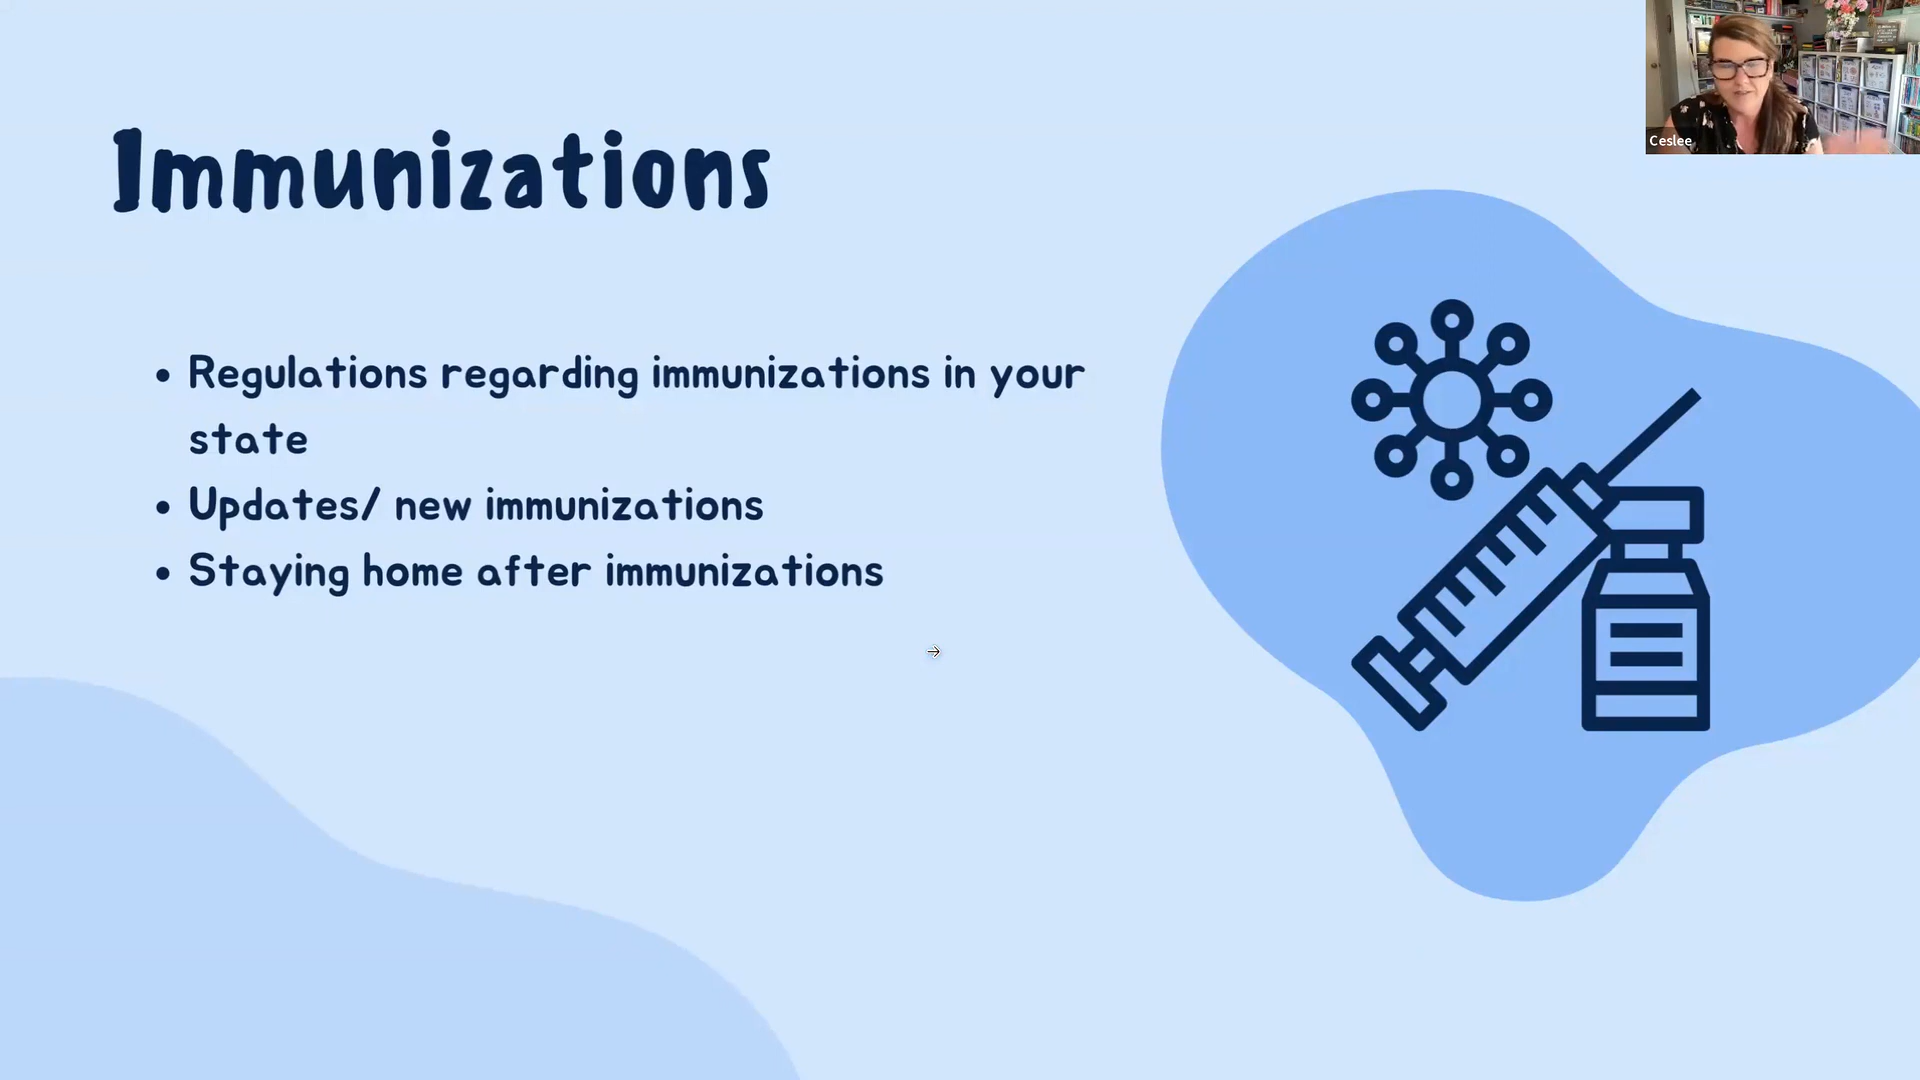 Ceslee
Immunizations
• Regulations regarding immunizations in your
state
• Updates/ new immunizations
• Staying home after immunizations